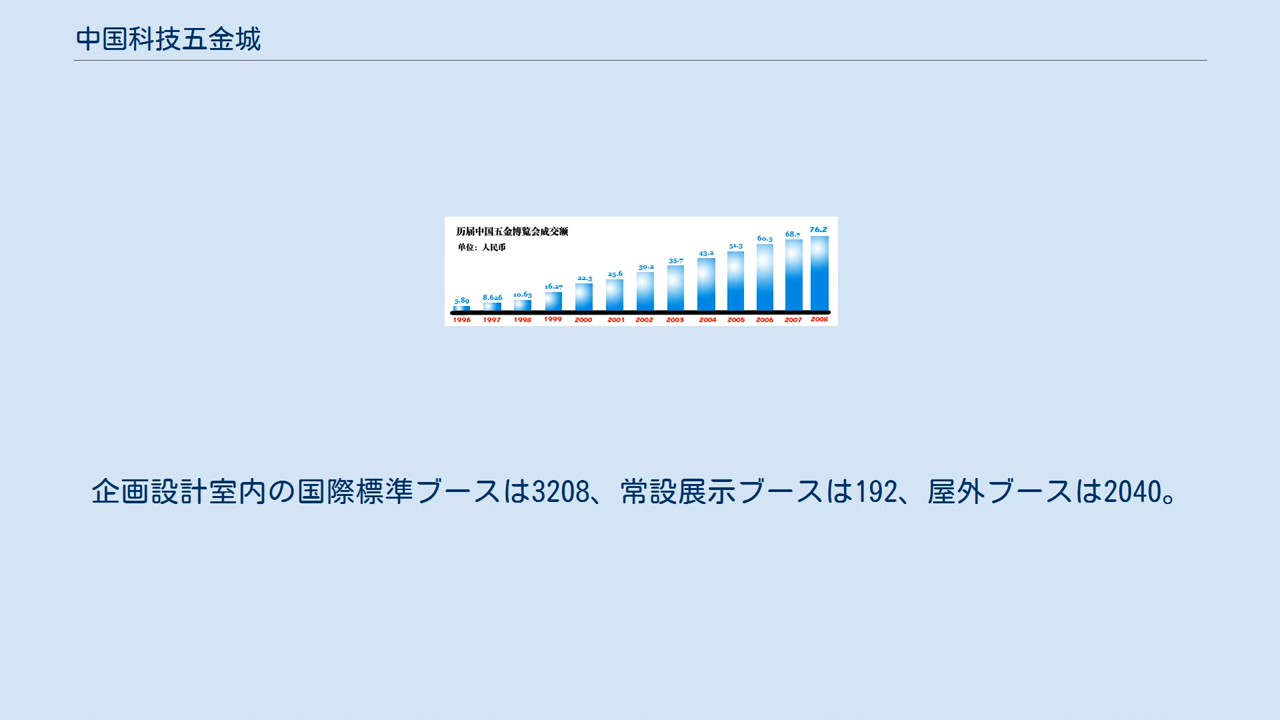 中国科技五金城
历届中国五金博览会成交额
单位：人民币
5.89 8.626 10.63 16.27 22.3 25.6 30.2 35.7 43.2 51.3 60.5 68.7 76.2
1996 1997 1998 1999 2000 2001 2002 2003 2004 2005 2006 2007 2008
企画設計室内の国際標準ブースは3208、常設展示ブースは192、屋外ブースは2040。